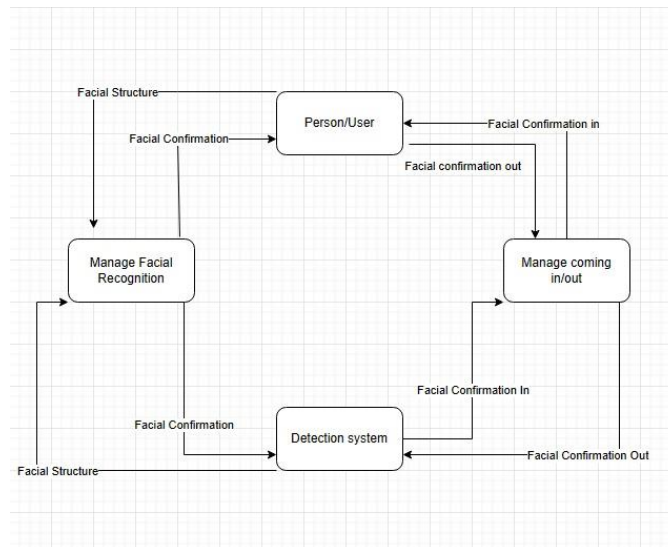 Facial Structure
Person/User
Facial Confirmation
Facial Confirmation in
Facial confirmation out
Manage Facial
Recognition
Manage coming
in/out
Facial Confirmation In
Facial Confirmation
Detection system
Facial Confirmation Out
Facial Structure